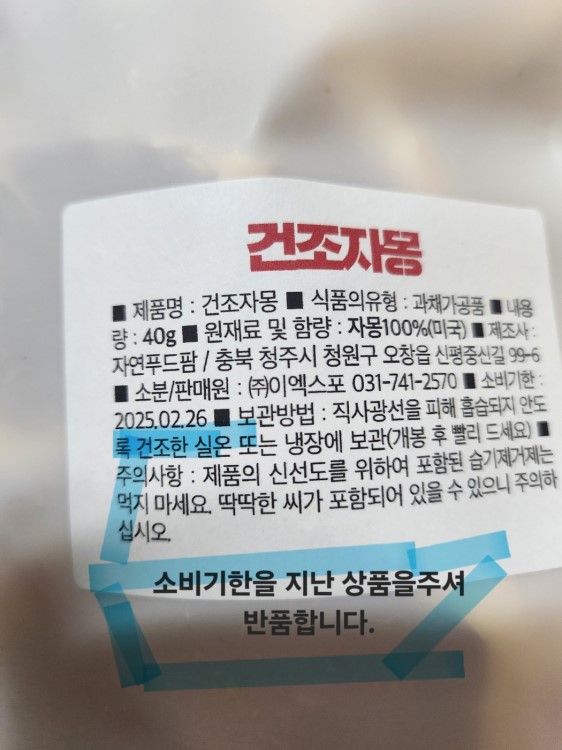 건조자몽
■ 제품명 : 건조자몽 ■ 식품의유형 : 과채가공품 ■ 내용
량 : 40g ■ 원재료 및 함량 : 자몽100%(미국) ■ 제조사 :
자연푸드팜 / 충북 청주시 청원구 오창읍 신평중신길 99-6
■ 소분/판매원 : ㈜이엑스포 031-741-2570 ■ 소비기한 :
2025.02.26 ■ 보관방법 : 직사광선을 피해 흡습되지 안도
록 건조한 실온 또는 냉장에 보관(개봉 후 빨리 드세요) ■
주의사항 : 제품의 신선도를 위하여 포함된 습기제거제는
먹지 마세요. 딱딱한 씨가 포함되어 있을 수 있으니 주의하
십시오.
소비기한을 지난 상품을주셔
반품합니다.